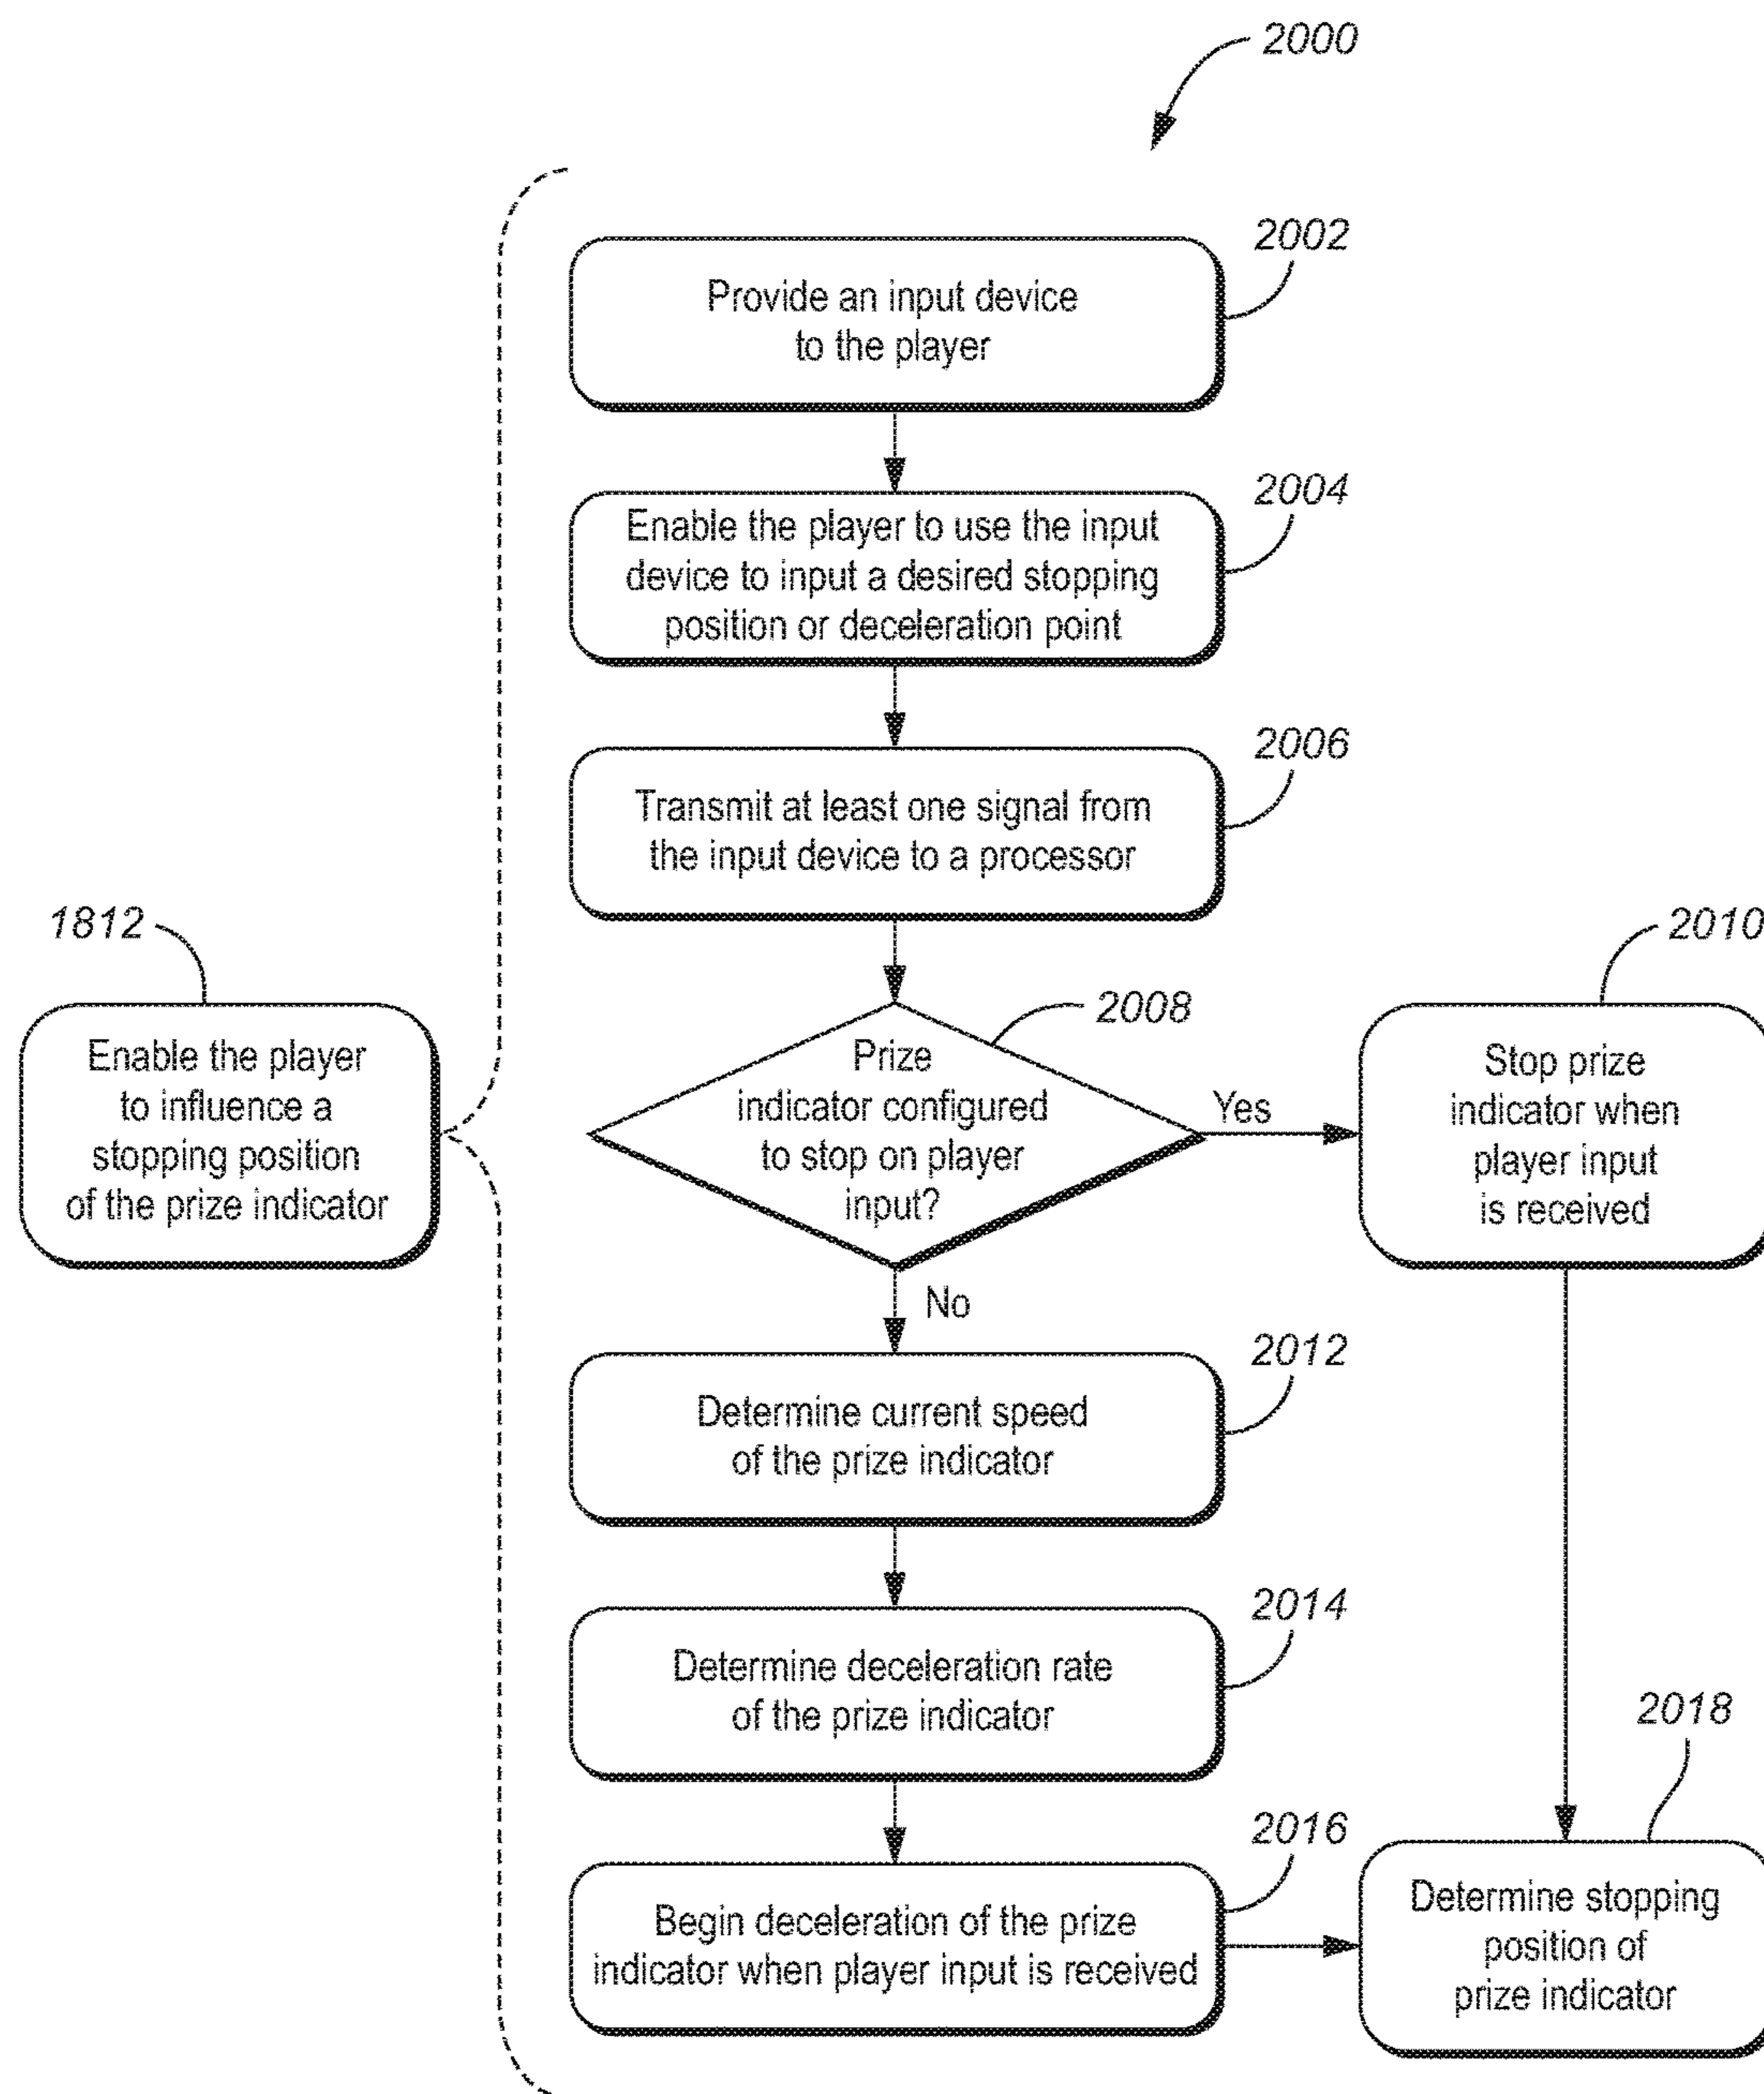 2000
2002
Provide an input device
to the player
2004
Enable the player to use the input
device to input a desired stopping
position or deceleration point
2006
Transmit at least one signal from
the input device to a processor
1812
Enable the player
to influence a
stopping position
of the prize indicator
2008
Prize
indicator configured
to stop on player
input?
Yes
No
2010
Stop prize
indicator when
player input
is received
2012
Determine current speed
of the prize indicator
2014
Determine deceleration rate
of the prize indicator
2016
Begin deceleration of the prize
indicator when player input is received
2018
Determine stopping
position of
prize indicator